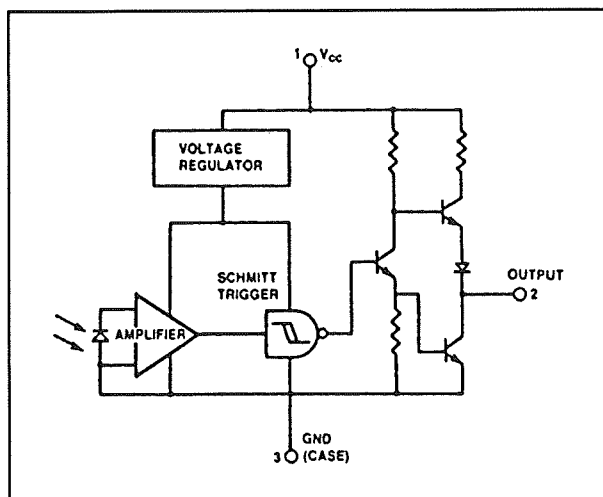 1 Vcc
VOLTAGE
REGULATOR
SCHMITT
TRIGGER
AMPLIFIER
OUTPUT
2
GND
3 (CASE)